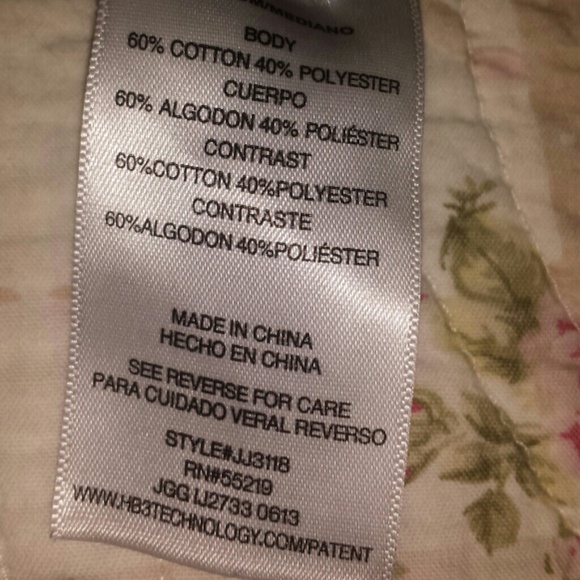 M/MEDIANO
BODY
60% COTTON 40% POLYESTER
CUERPO
60% ALGODON 40% POLIÉSTER
CONTRAST
60%COTTON 40%POLYESTER
CONTRASTE
60%ALGODON 40%POLIÉSTER
MADE IN CHINA
HECHO EN CHINA
SEE REVERSE FOR CARE
PARA CUIDADO VERAL REVERSO
STYLE#JJ3118
RN#55219
JGG IJ2733 0613
WWW.HB3TECHNOLOGY.COM/PATENT